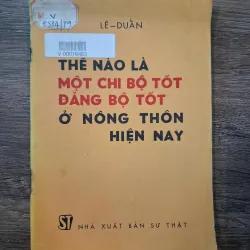 LÊ-DUẨN
THẾ NÀO LÀ
MỘT CHI BỘ TỐT
ĐẢNG BỘ TỐT
Ở NÔNG THÔN
HIỆN NAY
ST NHÀ XUẤT BẢN SỰ THẬT